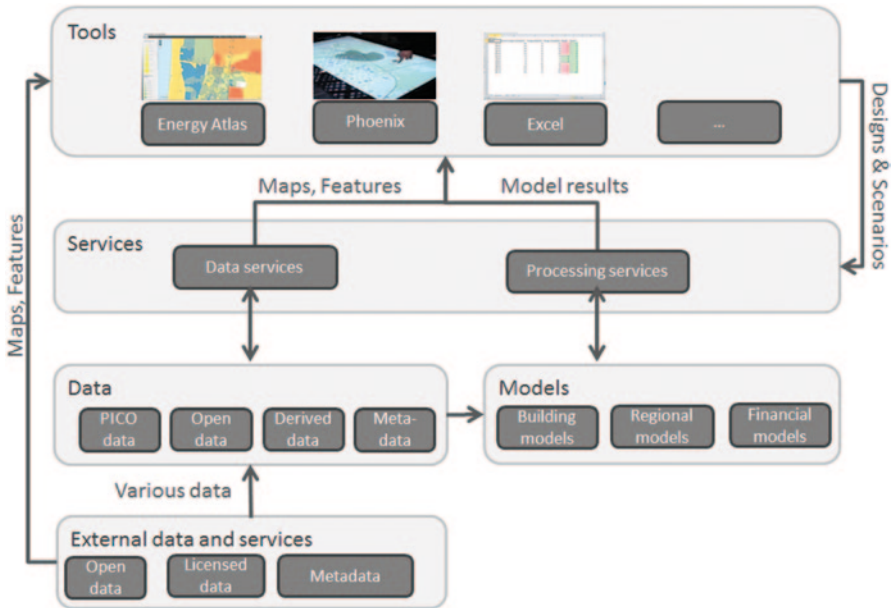 Tools
Energy Atlas
Phoenix
Excel
...
Maps, Features
Model results
Designs & Scenarios
Maps, Features
Services
Data services
Processing services
Data
PICO
data
Open
data
Derived
data
Meta-
data
Models
Building
models
Regional
models
Financial
models
Various data
External data and services
Open
data
Licensed
data
Metadata